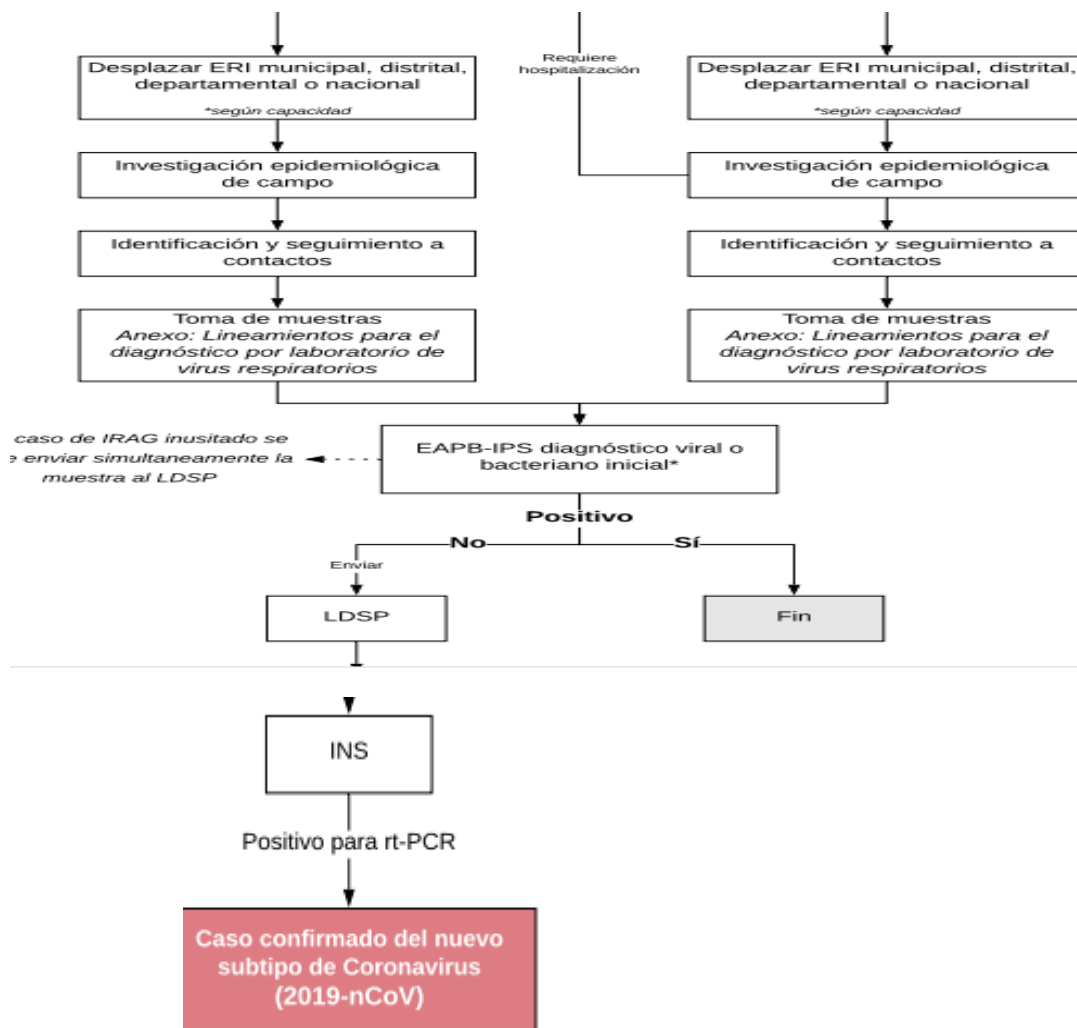 Desplazar ERI municipal, distrital,
departamental o nacional
*según capacidad
Requiere
hospitalización
Desplazar ERI municipal, distrital,
departamental o nacional
*según capacidad
Investigación epidemiológica
de campo
Investigación epidemiológica
de campo
Identificación y seguimiento a
contactos
Identificación y seguimiento a
contactos
Toma de muestras
Anexo: Lineamientos para el
diagnóstico por laboratorio de
virus respiratorios
Toma de muestras
Anexo: Lineamientos para el
diagnóstico por laboratorio de
virus respiratorios
caso de IRAG inusitado se
e enviar simultaneamente la
muestra al LDSP
EAPB-IPS diagnóstico viral o
bacteriano inicial*
Positivo
No
Sí
Enviar
LDSP
Fin
INS
Positivo para rt-PCR
Caso confirmado del nuevo
subtipo de Coronavirus
(2019-nCoV)